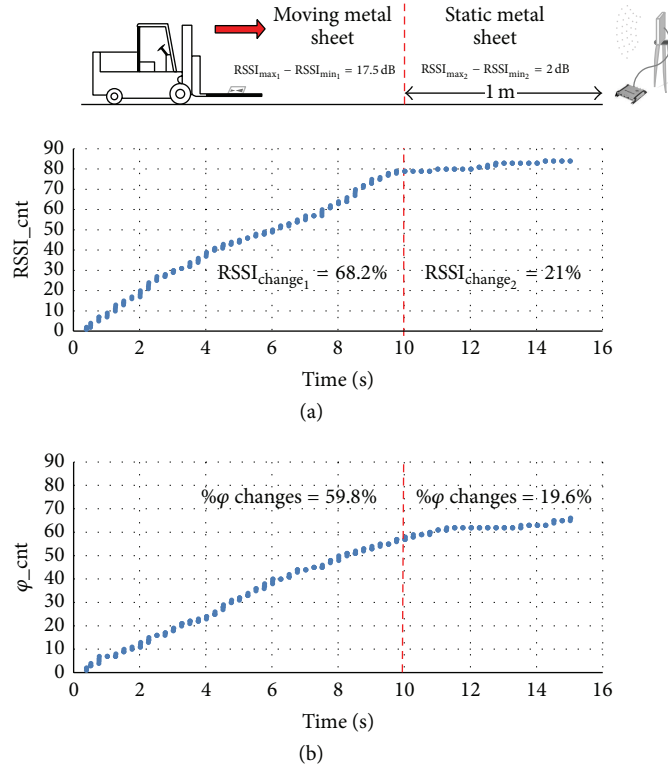 Moving metal sheet
Static metal sheet
RSSImax₁ − RSSImin₁ = 17.5 dB
RSSImax₂ − RSSImin₂ = 2 dB
1 m
90
80
70
60
50
40
30
20
10
0
RSSI_cnt
RSSIchange₁ = 68.2%
RSSIchange₂ = 21%
0 2 4 6 8 10 12 14 16
Time (s)
(a)
90
80
70
60
50
40
30
20
10
0
φ_cnt
%φ changes = 59.8%
%φ changes = 19.6%
0 2 4 6 8 10 12 14 16
Time (s)
(b)